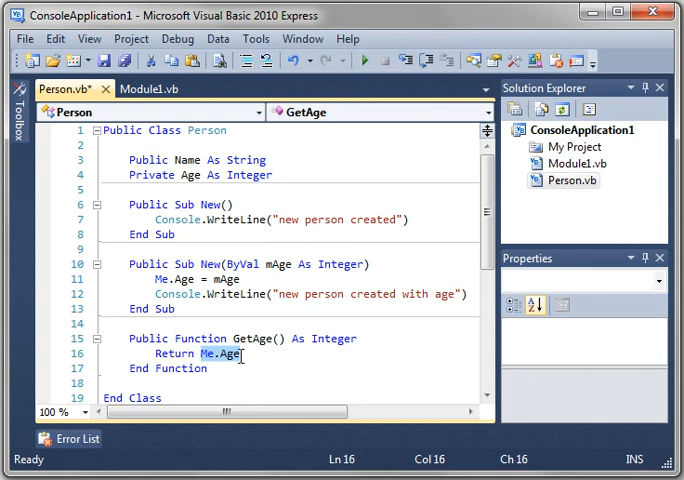 ConsoleApplication1 - Microsoft Visual Basic 2010 Express
File Edit View Project Debug Data Tools Window Help
Person.vb* Module1.vb
Solution Explorer
Toolbox
Person GetAge
ConsoleApplication1
My Project
Module1.vb
Person.vb
1 Public Class Person
2
3 Public Name As String
4 Private Age As Integer
5
6 Public Sub New()
7 Console.WriteLine("new person created")
8 End Sub
9
10 Public Sub New(ByVal mAge As Integer)
11 Me.Age = mAge
12 Console.WriteLine("new person created with age")
13 End Sub
14
15 Public Function GetAge() As Integer
16 Return Me.Age
17 End Function
18
19 End Class
Properties
100 %
Error List
Ready Ln 16 Col 16 Ch 16 INS